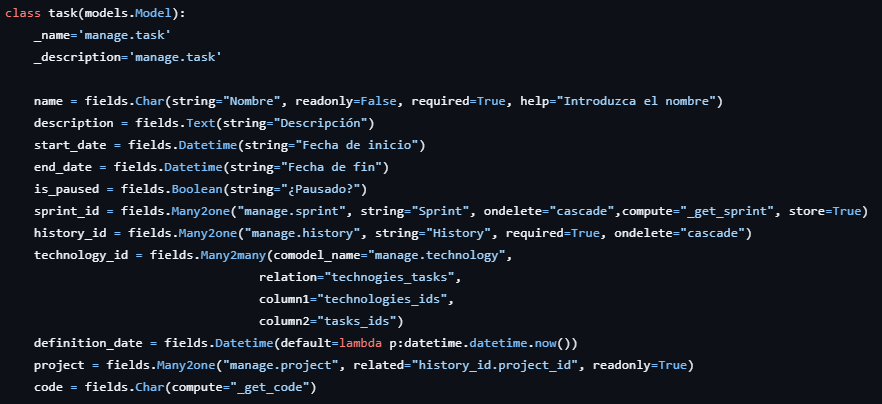 class task(models.Model):
    _name='manage.task'
    _description='manage.task'

    name = fields.Char(string="Nombre", readonly=False, required=True, help="Introduzca el nombre")
    description = fields.Text(string="Descripción")
    start_date = fields.Datetime(string="Fecha de inicio")
    end_date = fields.Datetime(string="Fecha de fin")
    is_paused = fields.Boolean(string="¿Pausado?")
    sprint_id = fields.Many2one("manage.sprint", string="Sprint", ondelete="cascade",compute="_get_sprint", store=True)
    history_id = fields.Many2one("manage.history", string="History", required=True, ondelete="cascade")
    technology_id = fields.Many2many(comodel_name="manage.technology",
                                relation="technogies_tasks",
                                column1="technologies_ids",
                                column2="tasks_ids")
    definition_date = fields.Datetime(default=lambda p:datetime.datetime.now())
    project = fields.Many2one("manage.project", related="history_id.project_id", readonly=True)
    code = fields.Char(compute="_get_code")